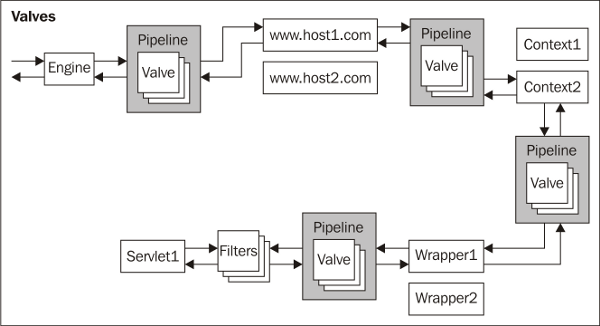 Valves
Engine
Pipeline
Valve
www.host1.com
www.host2.com
Pipeline
Valve
Context1
Context2
Pipeline
Valve
Servlet1
Filters
Pipeline
Valve
Wrapper1
Wrapper2